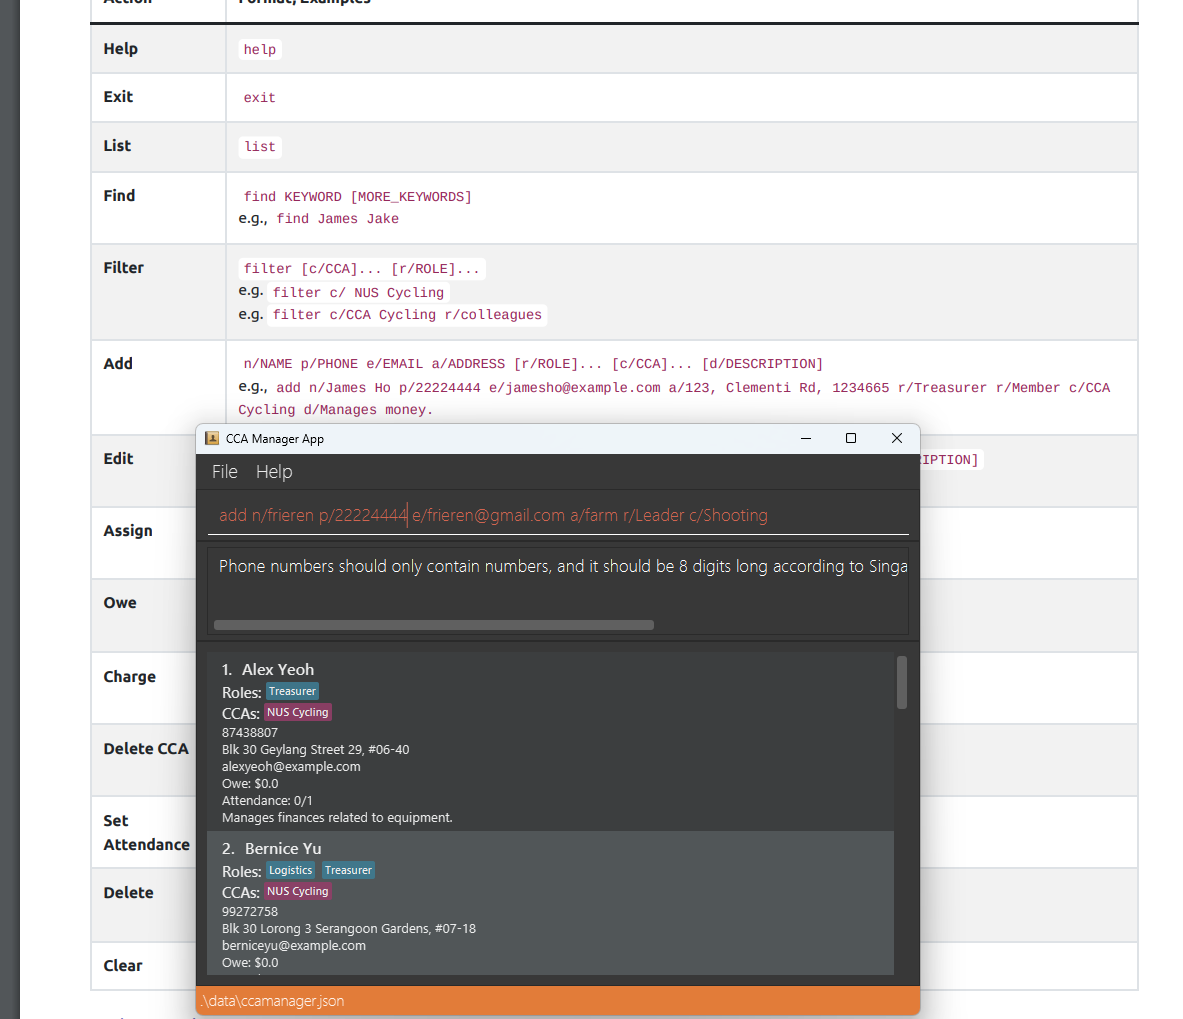 Action Format, Examples
Help help
Exit exit
List list
Find find KEYWORD [MORE_KEYWORDS]
e.g., find James Jake
Filter filter [c/CCA]... [r/ROLE]...
e.g. filter c/ NUS Cycling
e.g. filter c/CCA Cycling r/colleagues
Add n/NAME p/PHONE e/EMAIL a/ADDRESS [r/ROLE]... [c/CCA]... [d/DESCRIPTION]
e.g., add n/James Ho p/22224444 e/jamesho@example.com a/123, Clementi Rd, 1234665 r/Treasurer r/Member c/CCA
Cycling d/Manages money.
Edit
IPTION]
Assign
Owe
Charge
Delete CCA
Set
Attendance
Delete
Clear
CCA Manager App
File Help
add n/frieren p/22224444 e/frieren@gmail.com a/farm r/Leader c/Shooting
Phone numbers should only contain numbers, and it should be 8 digits long according to Singa
1. Alex Yeoh
Roles: Treasurer
CCAs: NUS Cycling
87438807
Blk 30 Geylang Street 29, #06-40
alexyeoh@example.com
Owe: $0.0
Attendance: 0/1
Manages finances related to equipment.
2. Bernice Yu
Roles: Logistics Treasurer
CCAs: NUS Cycling
99272758
Blk 30 Lorong 3 Serangoon Gardens, #07-18
berniceyu@example.com
Owe: $0.0
.\data\ccamanager.json